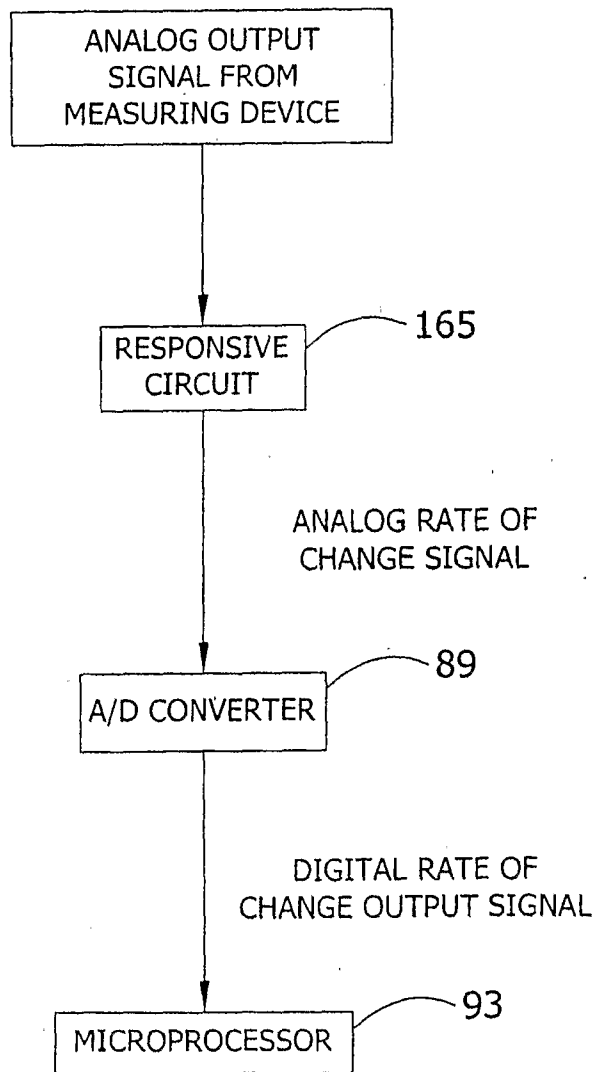 ANALOG OUTPUT
SIGNAL FROM
MEASURING DEVICE
165
RESPONSIVE
CIRCUIT
ANALOG RATE OF
CHANGE SIGNAL
89
A/D CONVERTER
DIGITAL RATE OF
CHANGE OUTPUT SIGNAL
93
MICROPROCESSOR